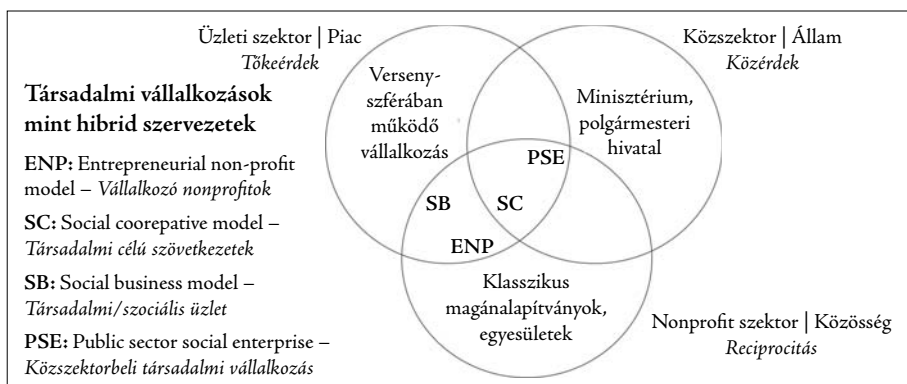 Üzleti szektor | Piac
Tőkeérdek
Közszektor | Állam
Közérdek
Társadalmi vállalkozások
mint hibrid szervezetek
ENP: Entrepreneurial non-profit
model – Vállalkozó nonprofitok
SC: Social coorepative model –
Társadalmi célú szövetkezetek
SB: Social business model –
Társadalmi/szociális üzlet
PSE: Public sector social enterprise –
Közszektorbeli társadalmi vállalkozás
Verseny-
szférában
működő
vállalkozás
Minisztérium,
polgármesteri
hivatal
PSE
SB
SC
ENP
Klasszikus
magánalapítványok,
egyesületek
Nonprofit szektor | Közösség
Reciprocitás